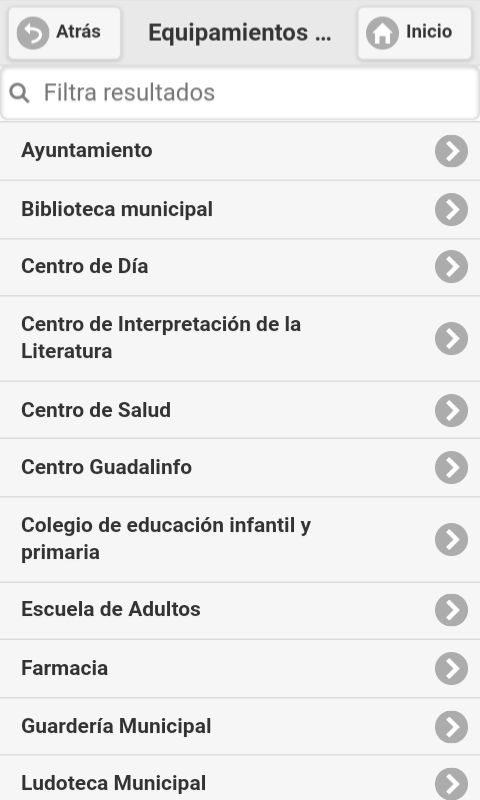 Atrás
Equipamientos ...
Inicio
Filtra resultados
Ayuntamiento
Biblioteca municipal
Centro de Día
Centro de Interpretación de la
Literatura
Centro de Salud
Centro Guadalinfo
Colegio de educación infantil y
primaria
Escuela de Adultos
Farmacia
Guardería Municipal
Ludoteca Municipal